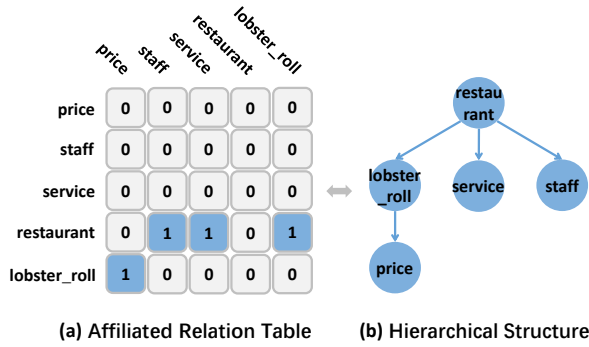 price staff service restaurant lobster_roll
price 0 0 0 0 0
staff 0 0 0 0 0
service 0 0 0 0 0
restaurant 0 1 1 0 1
lobster_roll 1 0 0 0 0
(a) Affiliated Relation Table
restau
rant
lobster
_roll
service
staff
price
(b) Hierarchical Structure